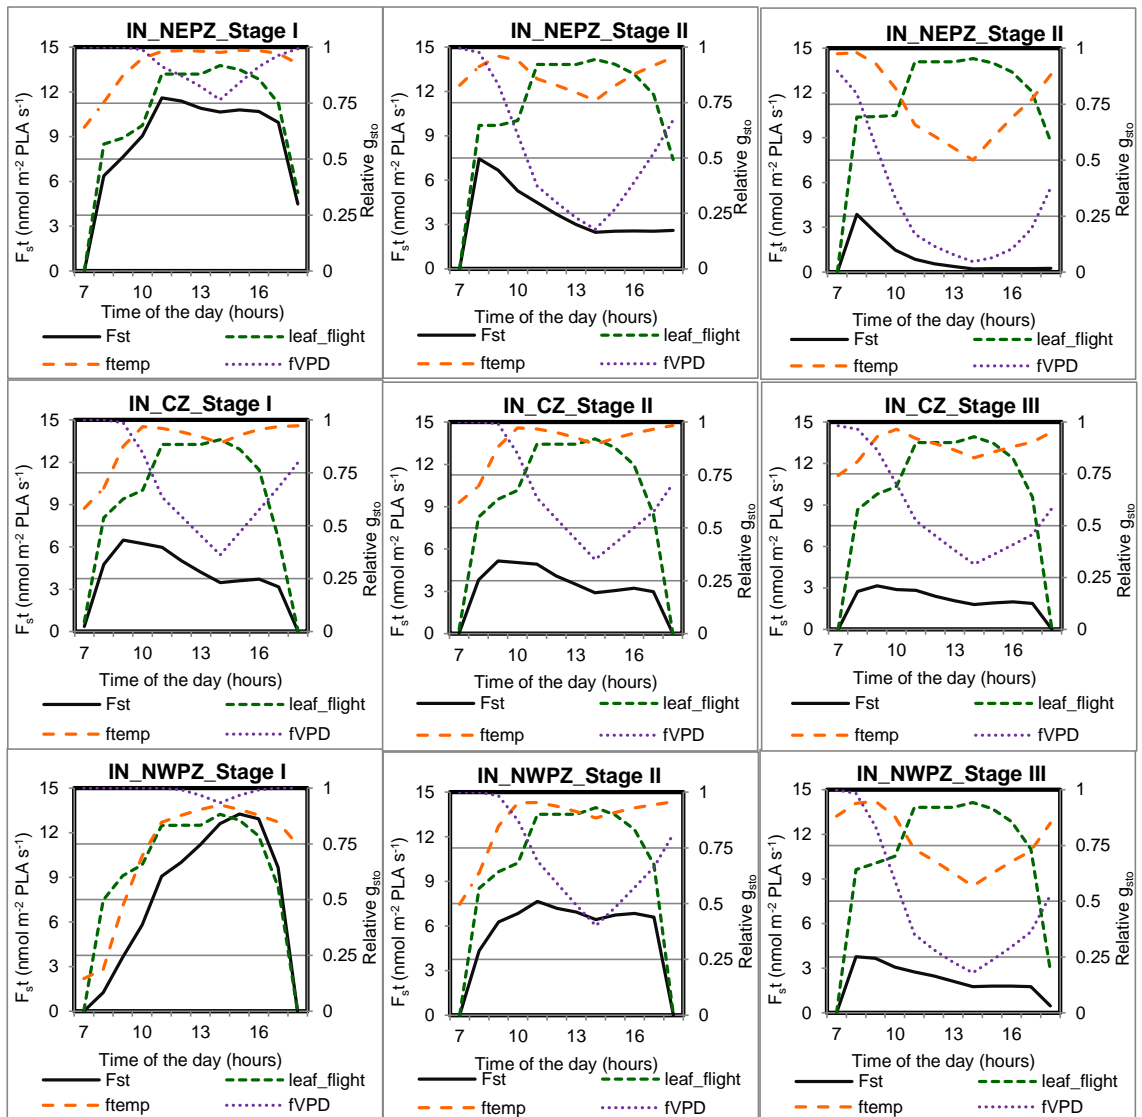 IN_NEPZ_Stage I
15
12
9
6
3
0
1
0.75
0.5
0.25
0
7 10 13 16
Fst (nmol m-2 PLA s-1)
Relative gsto
Time of the day (hours)
Fst leaf_flight
ftemp fVPD
IN_NEPZ_Stage II
15
12
9
6
3
0
1
0.75
0.5
0.25
0
7 10 13 16
Fst (nmol m-2 PLA s-1)
Relative gsto
Time of the day (hours)
Fst leaf_flight
ftemp fVPD
IN_NEPZ_Stage II
15
12
9
6
3
0
1
0.75
0.5
0.25
0
7 10 13 16
Fst (nmol m-2 PLA s-1)
Relative gsto
Time of the day (hours)
Fst leaf_flight
ftemp fVPD
IN_CZ_Stage I
15
12
9
6
3
0
1
0.75
0.5
0.25
0
7 10 13 16
Fst (nmol m-2 PLA s-1)
Relative gsto
Time of the day (hours)
Fst leaf_flight
ftemp fVPD
IN_CZ_Stage II
15
12
9
6
3
0
1
0.75
0.5
0.25
0
7 10 13 16
Fst (nmol m-2 PLA s-1)
Relative gsto
Time of the day (hours)
Fst leaf_flight
ftemp fVPD
IN_CZ_Stage III
15
12
9
6
3
0
1
0.75
0.5
0.25
0
7 10 13 16
Fst (nmol m-2 PLA s-1)
Relative gsto
Time of the day (hours)
Fst leaf_flight
ftemp fVPD
IN_NWPZ_Stage I
15
12
9
6
3
0
1
0.75
0.5
0.25
0
7 10 13 16
Fst (nmol m-2 PLA s-1)
Relative gsto
Time of the day (hours)
Fst leaf_flight
ftemp fVPD
IN_NWPZ_Stage II
15
12
9
6
3
0
1
0.75
0.5
0.25
0
7 10 13 16
Fst (nmol m-2 PLA s-1)
Relative gsto
Time of the day (hours)
Fst leaf_flight
ftemp fVPD
IN_NWPZ_Stage III
15
12
9
6
3
0
1
0.75
0.5
0.25
0
7 10 13 16
Fst (nmol m-2 PLA s-1)
Relative gsto
Time of the day (hours)
Fst leaf_flight
ftemp fVPD